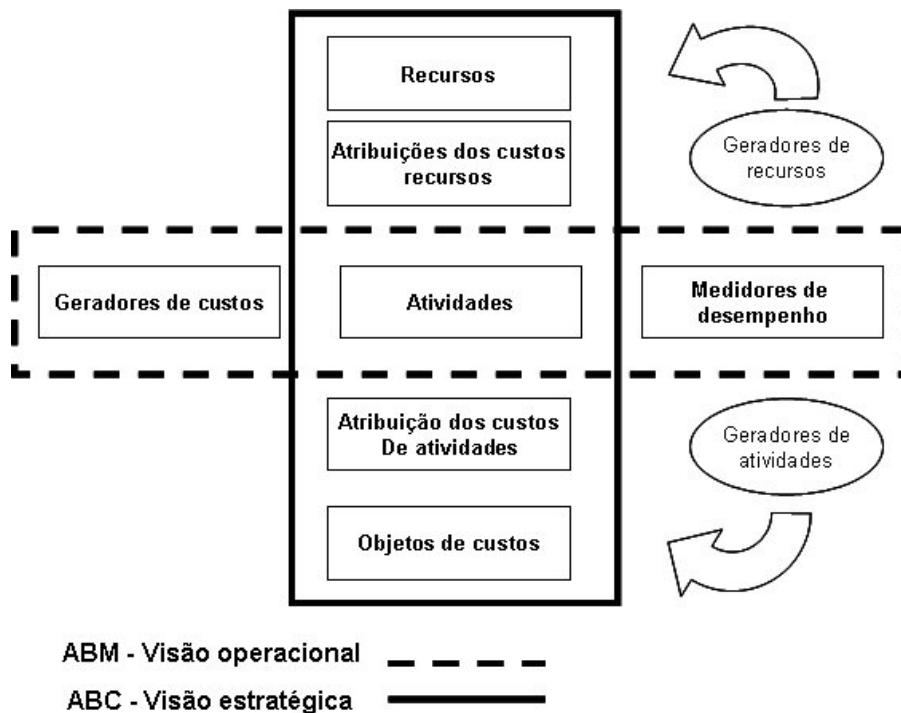 Recursos
Geradores de
recursos
Atribuições dos custos
recursos
Geradores de custos
Atividades
Medidores de
desempenho
Atribuição dos custos
De atividades
Geradores de
atividades
Objetos de custos
ABM - Visão operacional
ABC - Visão estratégica